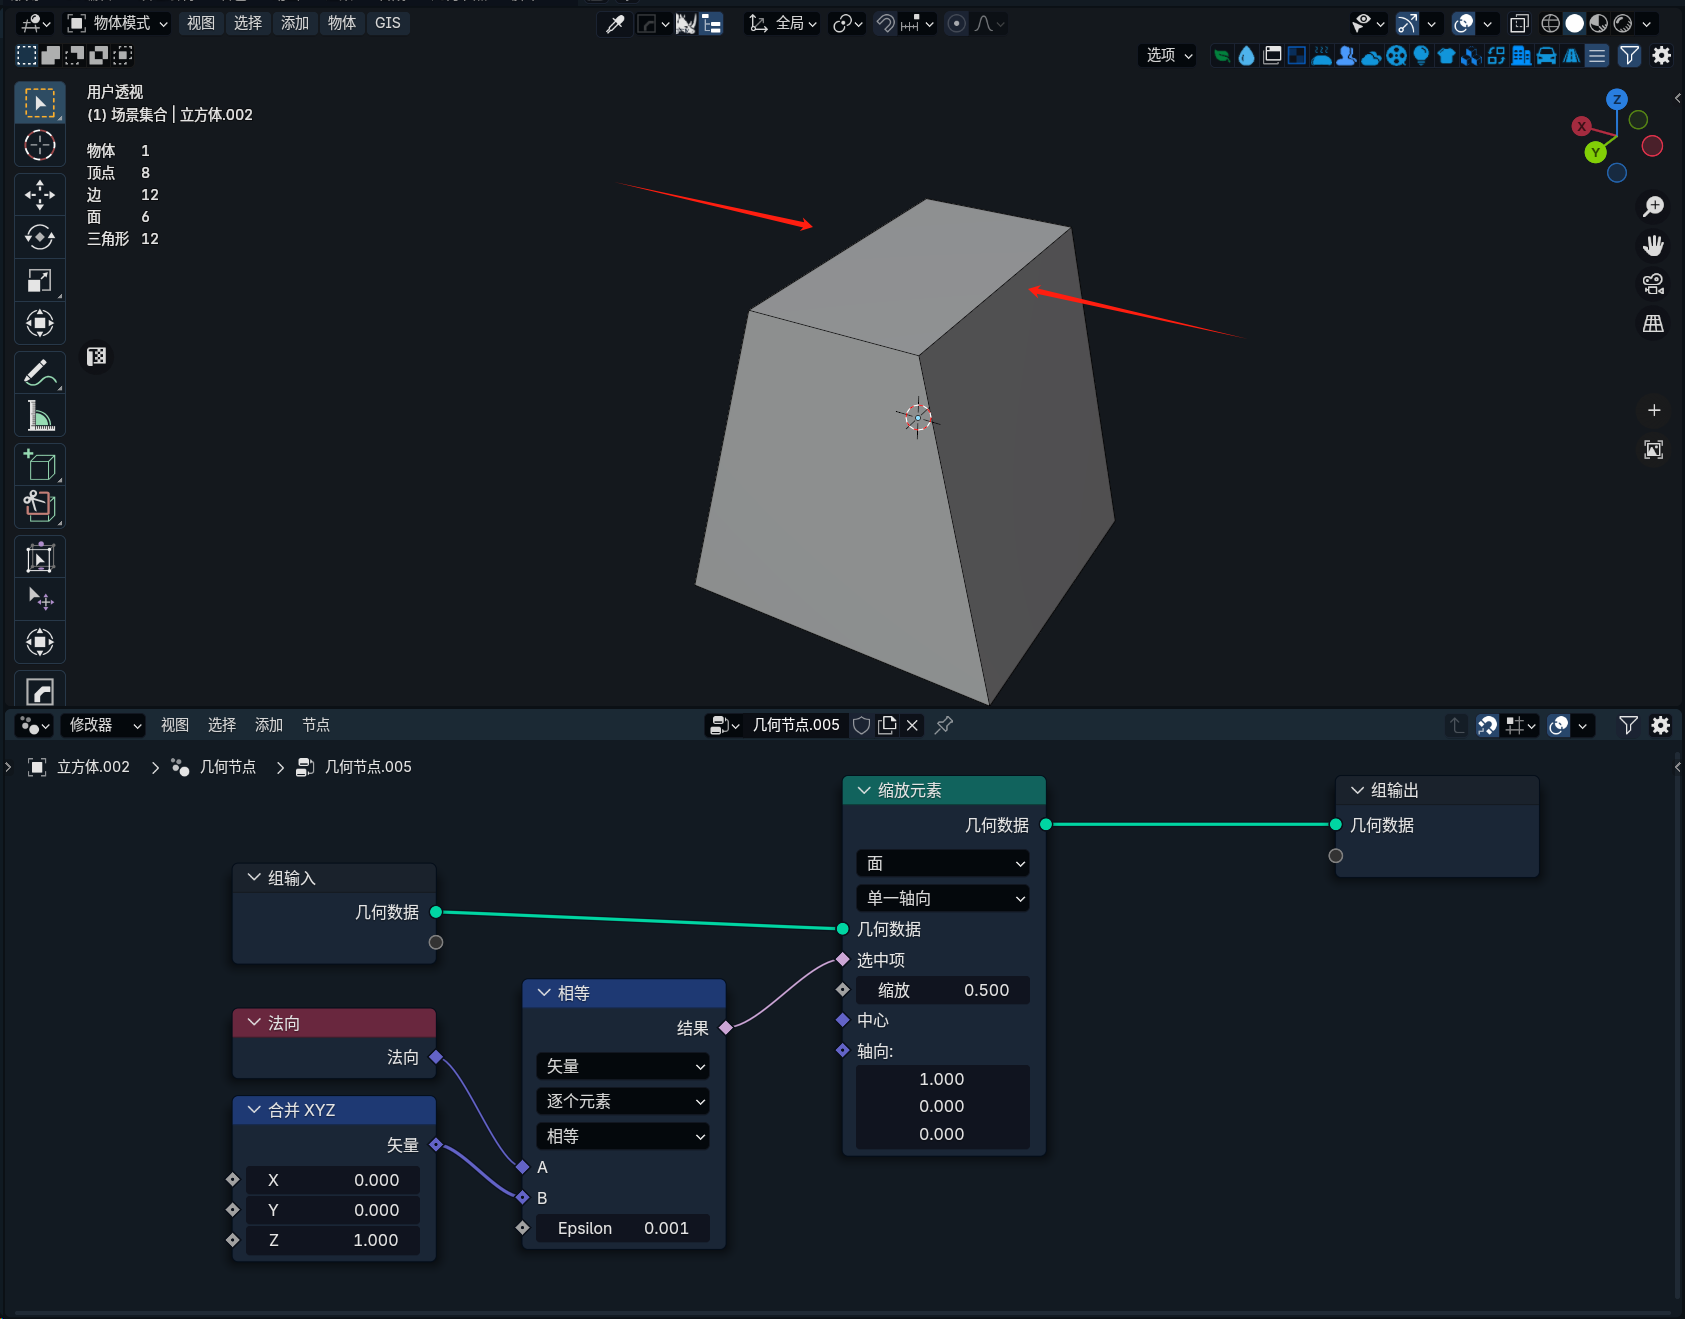 物体模式 视图 选择 添加 物体 GIS 全局
选项
用户透视
(1) 场景集合 | 立方体.002
物体 1
顶点 8
边 12
面 6
三角形 12
Z
X
Y
修改器 视图 选择 添加 节点 几何节点.005
立方体.002 几何节点 几何节点.005
缩放元素
几何数据
面
单一轴向
几何数据
选中项
缩放 0.500
中心
轴向:
1.000
0.000
0.000
组输出
几何数据
组输入
几何数据
法向
法向
合并 XYZ
矢量
X 0.000
Y 0.000
Z 1.000
相等
结果
矢量
逐个元素
相等
A
B
Epsilon 0.001